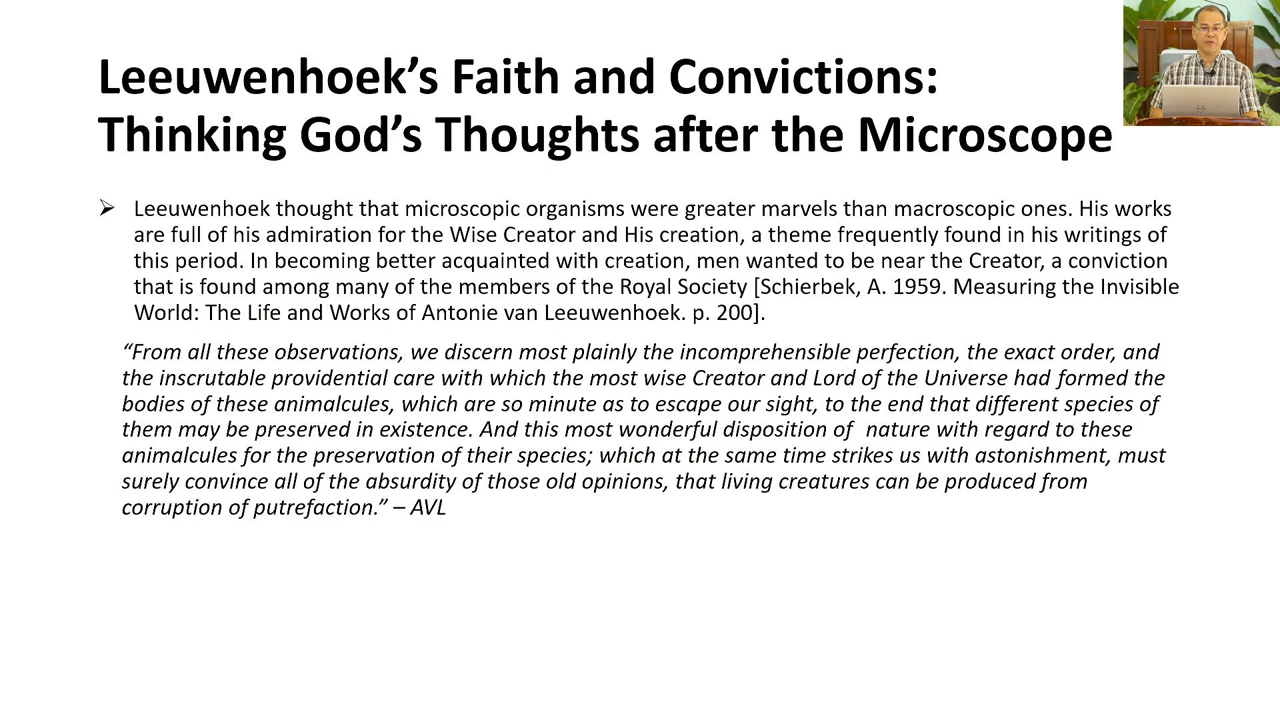 Leeuwenhoek’s Faith and Convictions:
Thinking God’s Thoughts after the Microscope
➢ Leeuwenhoek thought that microscopic organisms were greater marvels than macroscopic ones. His works
are full of his admiration for the Wise Creator and His creation, a theme frequently found in his writings of
this period. In becoming better acquainted with creation, men wanted to be near the Creator, a conviction
that is found among many of the members of the Royal Society [Schierbek, A. 1959. Measuring the Invisible
World: The Life and Works of Antonie van Leeuwenhoek. p. 200].
“From all these observations, we discern most plainly the incomprehensible perfection, the exact order, and
the inscrutable providential care with which the most wise Creator and Lord of the Universe had formed the
bodies of these animalcules, which are so minute as to escape our sight, to the end that different species of
them may be preserved in existence. And this most wonderful disposition of  nature with regard to these
animalcules for the preservation of their species; which at the same time strikes us with astonishment, must
surely convince all of the absurdity of those old opinions, that living creatures can be produced from
corruption of putrefaction.” – AVL